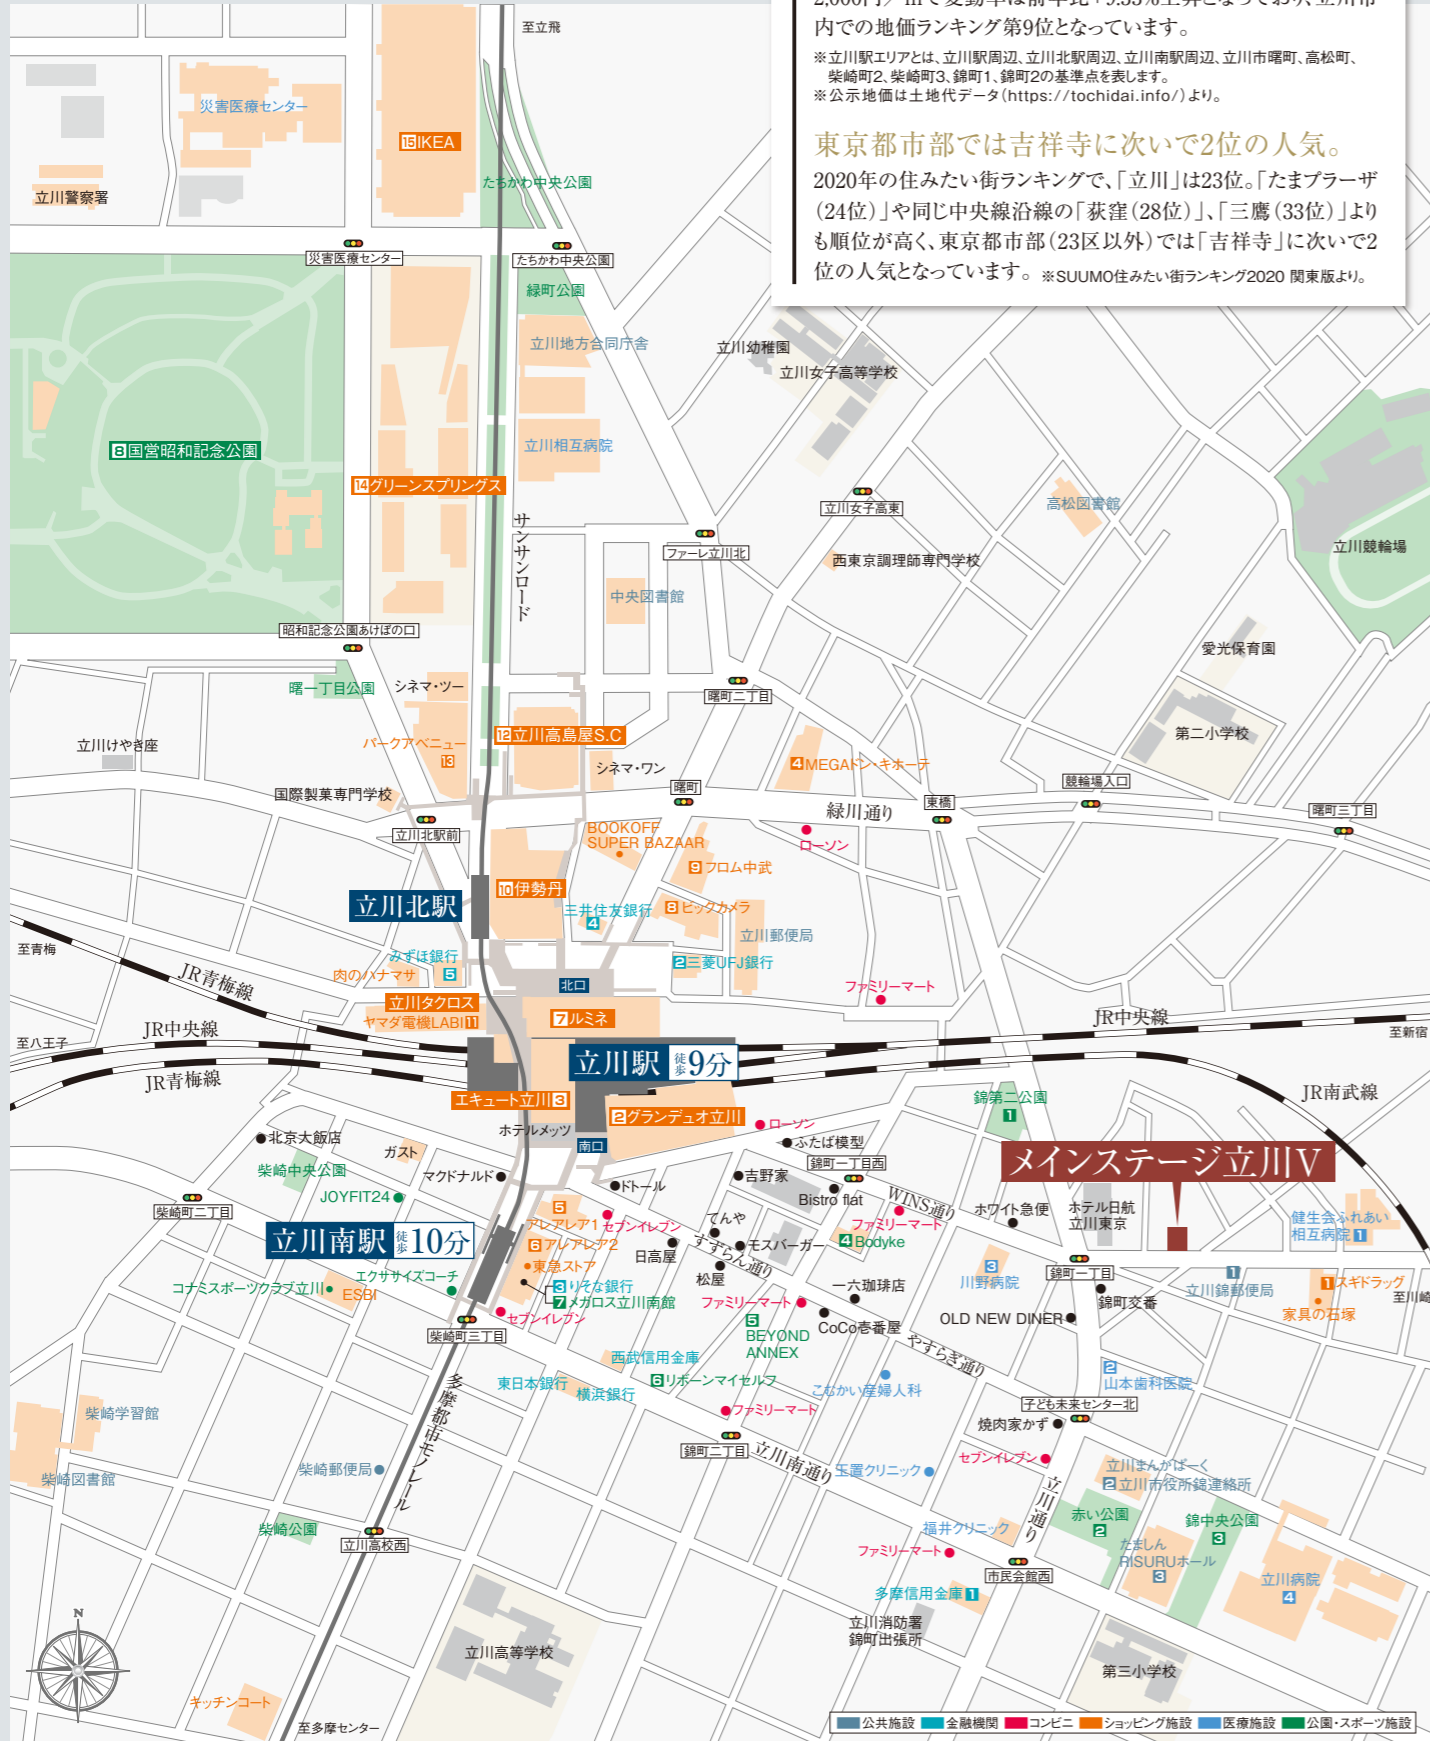 内での地価ランキング第9位となっています。
※立川駅エリアとは、立川駅周辺、立川北駅周辺、立川南駅周辺、立川市曙町、高松町、
柴崎町2、柴崎町3、錦町1、錦町2の基準点を表します。
※公示地価は土地代データ(https://tochidai.info/)より。
東京都市部では吉祥寺に次いで2位の人気。
2020年の住みたい街ランキングで、「立川」は23位。「たまプラーザ
(24位)」や同じ中央線沿線の「荻窪(28位)」、「三鷹(33位)」より
も順位が高く、東京都市部(23区以外)では「吉祥寺」に次いで2
位の人気となっています。 ※SUUMO住みたい街ランキング2020 関東版より。
至立飛
災害医療センター
15 IKEA
たちかわ中央公園
立川警察署
災害医療センター
たちかわ中央公園
緑町公園
立川地方合同庁舎
立川幼稚園
立川女子高等学校
8 国営昭和記念公園
立川相互病院
14 グリーンスプリングス
サンサンロード
立川女子高東
高松図書館
ファーレ立川北
西東京調理師専門学校
立川競輪場
中央図書館
昭和記念公園あけぼの口
愛光保育園
曙一丁目公園
シネマ・ツー
曙町二丁目
立川けやき座
パークアベニュー
13
12 立川高島屋S.C
第二小学校
シネマ・ワン
4 MEGAドン・キホーテ
国際製菓専門学校
曙町
競輪場入口
東橋
緑川通り
曙町三丁目
立川北駅前
BOOKOFF
SUPER BAZAAR
ローソン
9 フロム中武
10 伊勢丹
立川北駅
三井住友銀行
4
8 ビックカメラ
立川郵便局
至青梅
みずほ銀行
5
肉のハナマサ
2 三菱UFJ銀行
JR青梅線
北口
ファミリーマート
立川タクロス
ヤマダ電機LABI 11
7 ルミネ
JR中央線
JR中央線
至八王子
至新宿
立川駅 徒歩9分
JR青梅線
JR南武線
エキュート立川 3
2 グランデュオ立川
錦第二公園
1
ホテルメッツ
南口
ローソン
北京大飯店
ガスト
ふたば模型
メインステージ立川V
柴崎中央公園
錦町一丁目西
マクドナルド
吉野家
JOYFIT24
ドトール
Bistro flat
WINS通り
柴崎町二丁目
5
アレアレア1
セブンイレブン
てんや
ファミリーマート
ホワイト急便
ホテル日航
立川東京
健生会ふれあい
相互病院 1
立川南駅 徒歩10分
6 アレアレア2
日高屋
すずらん通り
モスバーガー
4 Bodyke
東急ストア
松屋
エクササイズコーチ
3 りそな銀行
一六珈琲店
3
川野病院
錦町一丁目
1
立川錦郵便局
1 スギドラッグ
コナミスポーツクラブ立川
ESBI
7 メガロス立川南館
ファミリーマート
錦町交番
至川崎
家具の石塚
セブンイレブン
5
BEYOND
ANNEX
CoCo壱番屋
OLD NEW DINER
柴崎町三丁目
やすらぎ通り
西武信用金庫
東日本銀行
横浜銀行
6 リボーンマイセルフ
こむかい産婦人科
2
山本歯科医院
多摩都市モノレール
柴崎学習館
ファミリーマート
子ども未来センター北
焼肉家かず
錦町二丁目
立川南通り
セブンイレブン
柴崎図書館
柴崎郵便局
玉置クリニック
立川まんがぱーく
2 立川市役所錦連絡所
立川通り
赤い公園
2
錦中央公園
3
柴崎公園
福井クリニック
立川高校西
ファミリーマート
たましん
RISURUホール
3
市民会館西
立川病院
4
多摩信用金庫 1
立川消防署
錦町出張所
N
立川高等学校
第三小学校
キッチンコート
至多摩センター
公共施設 金融機関 コンビニ ショッピング施設 医療施設 公園・スポーツ施設